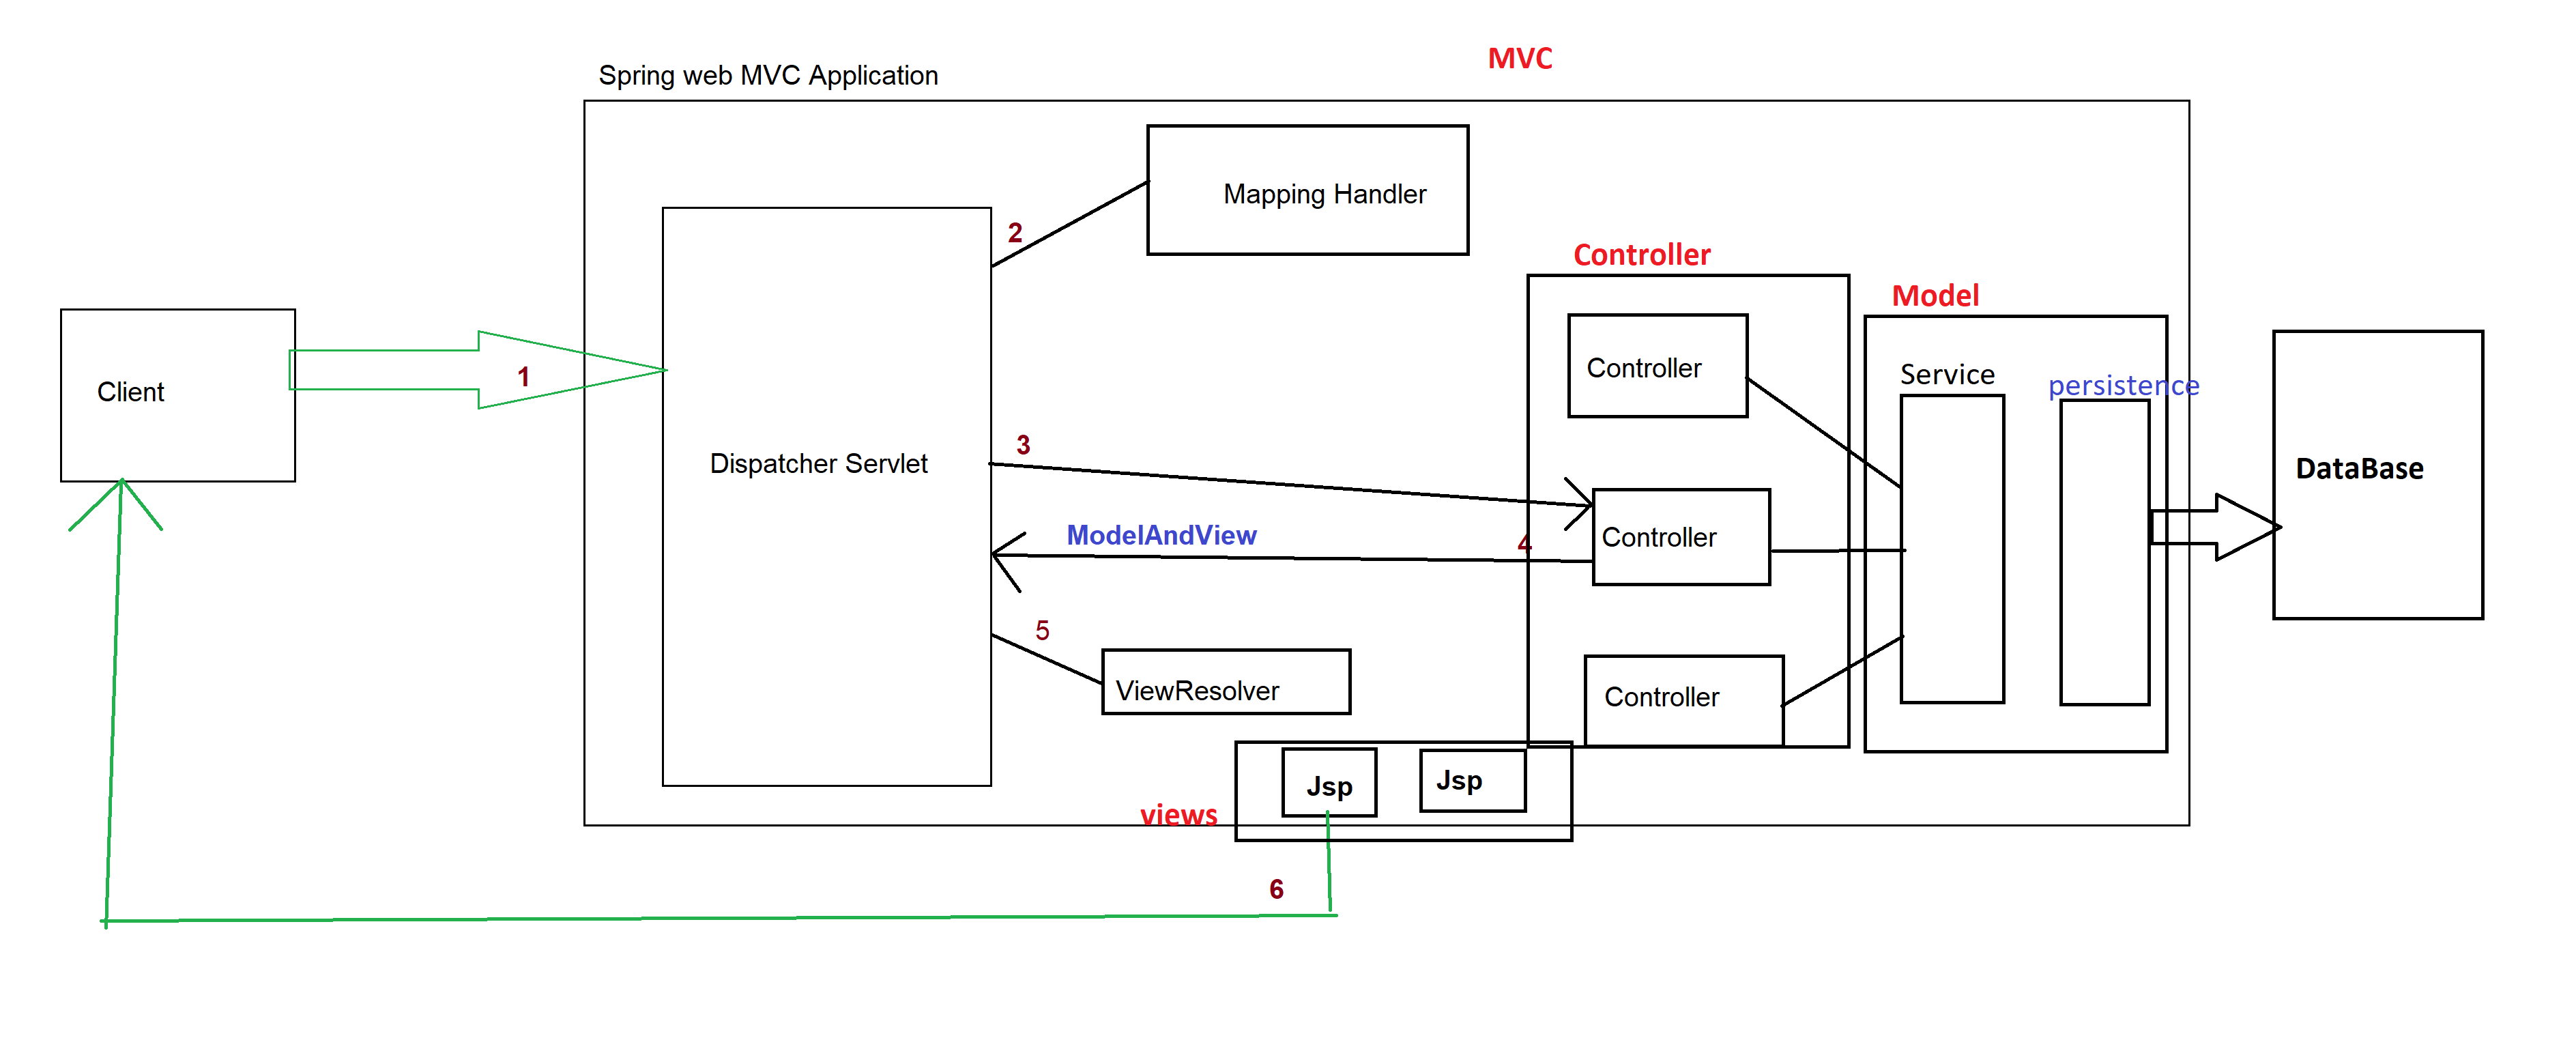 MVC
Spring web MVC Application
Mapping Handler
2
Controller
Model
Client
1
Controller
Service
persistence
Dispatcher Servlet
3
DataBase
ModelAndView
4
Controller
5
ViewResolver
Controller
Jsp
Jsp
views
6